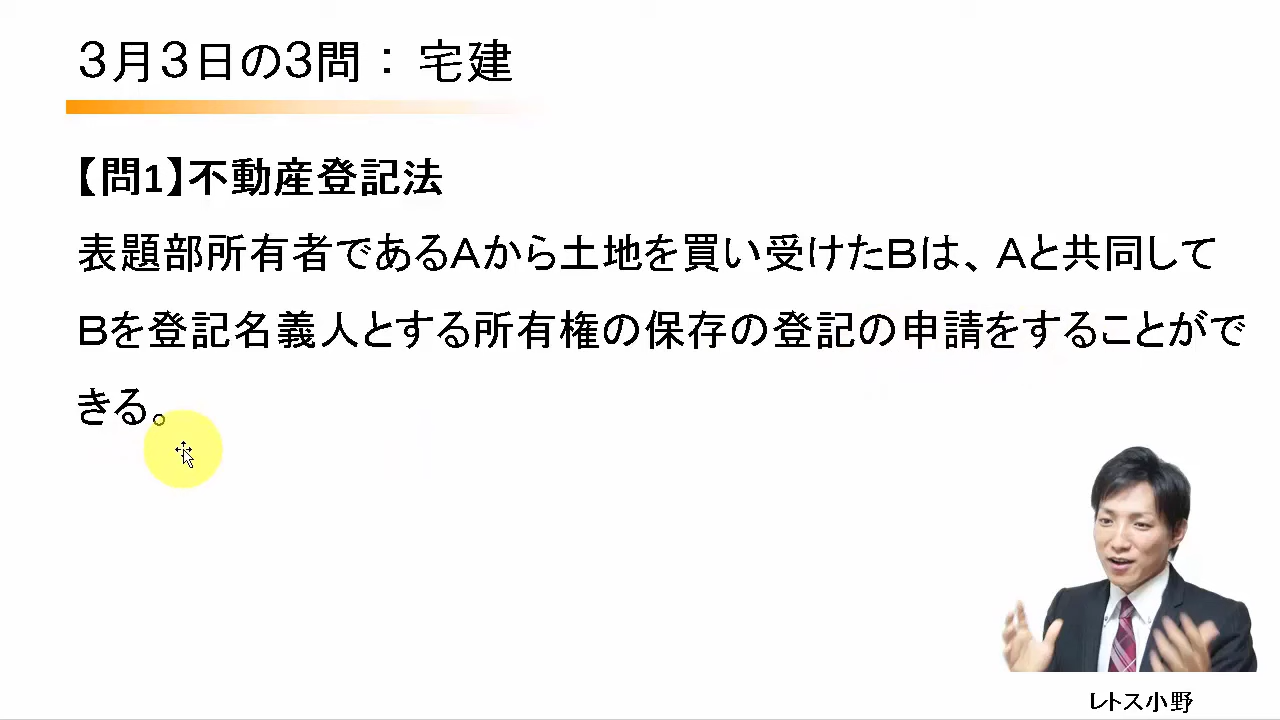 ３月３日の３問：宅建
【問1】不動産登記法
表題部所有者であるＡから土地を買い受けたＢは、Ａと共同して
Ｂを登記名義人とする所有権の保存の登記の申請をすることがで
きる。
レトス小野